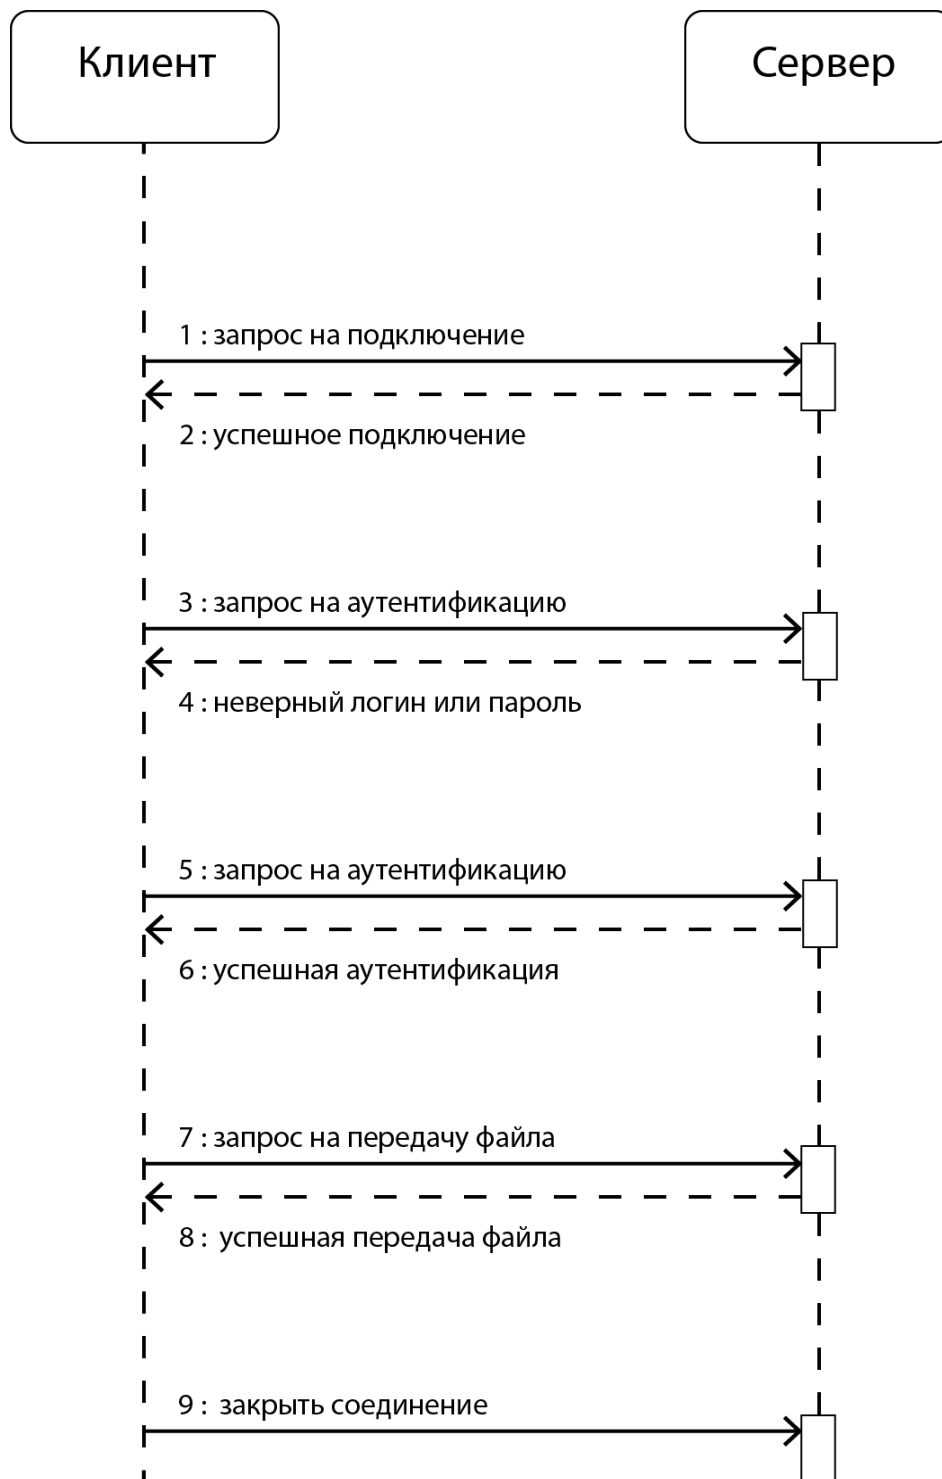 Клиент
Сервер
1 : запрос на подключение
2 : успешное подключение
3 : запрос на аутентификацию
4 : неверный логин или пароль
5 : запрос на аутентификацию
6 : успешная аутентификация
7 : запрос на передачу файла
8 :  успешная передача файла
9 :  закрыть соединение